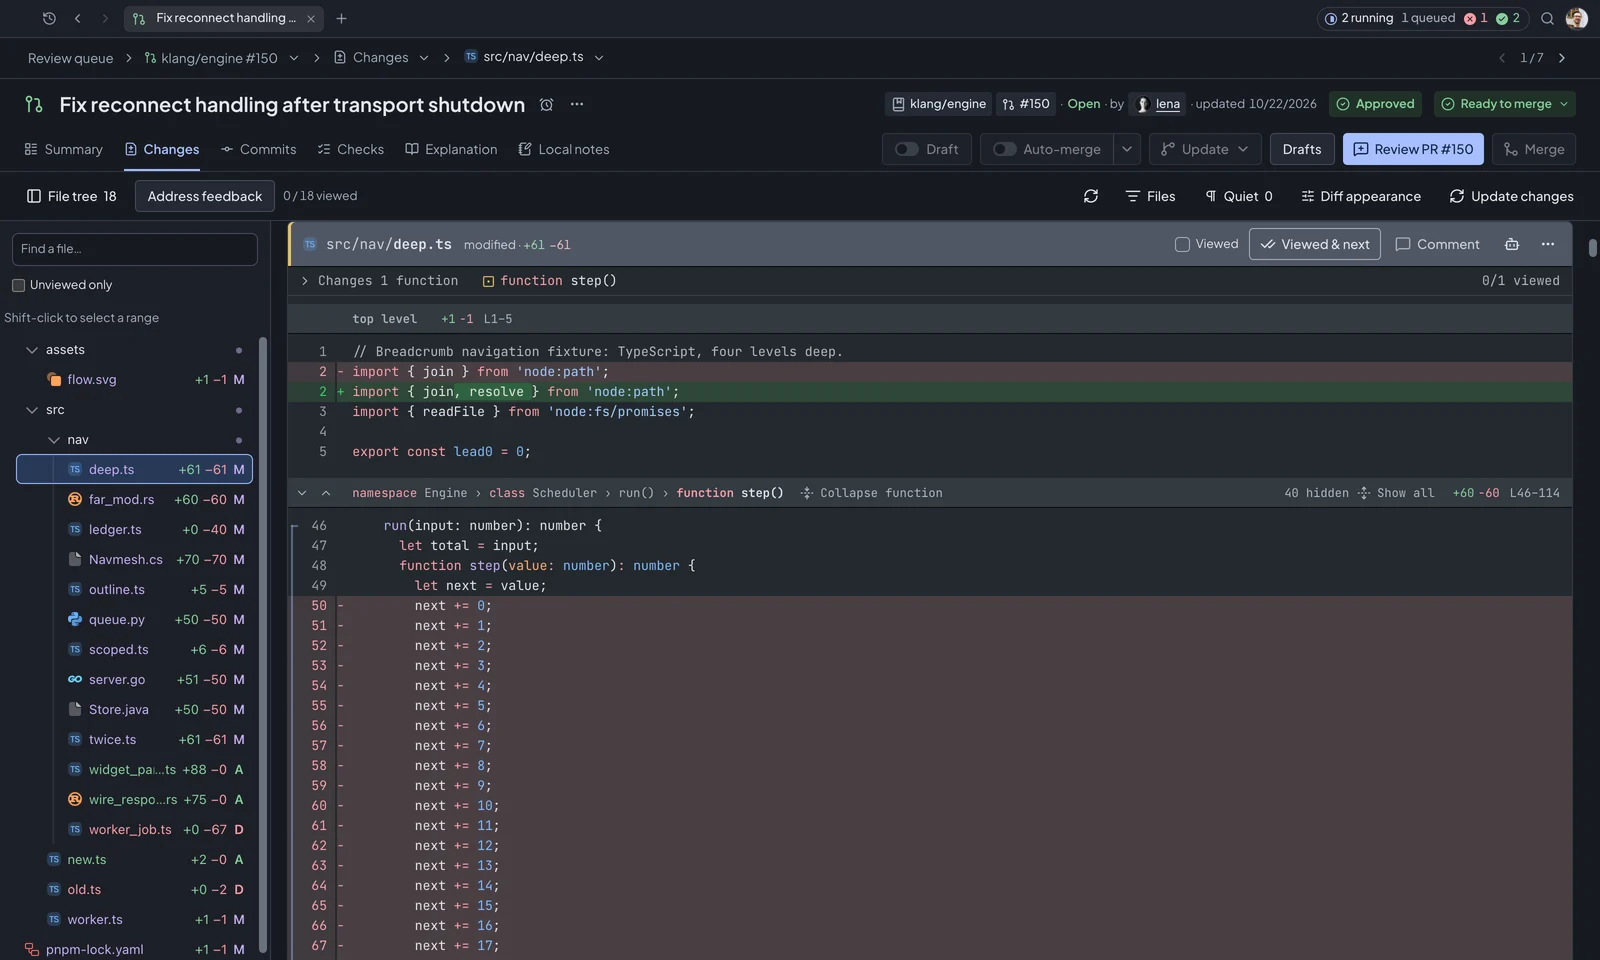 Fix reconnect handling ...
2 running 1 queued 1 2
Review queue klang/engine #150 Changes TS src/nav/deep.ts 1/7
Fix reconnect handling after transport shutdown
klang/engine #150 · Open · by lena · updated 10/22/2026 Approved Ready to merge
Summary Changes Commits Checks Explanation Local notes
Draft Auto-merge Update Drafts Review PR #150 Merge
File tree 18 Address feedback 0/18 viewed
Files Quiet 0 Diff appearance Update changes
Find a file...
Unviewed only
Shift-click to select a range
assets
flow.svg +1 −1 M
src
nav
TS deep.ts +61 −61 M
far_mod.rs +60 −60 M
TS ledger.ts +0 −40 M
Navmesh.cs +70 −70 M
TS outline.ts +5 −5 M
queue.py +50 −50 M
TS scoped.ts +6 −6 M
GO server.go +51 −50 M
Store.java +50 −50 M
TS twice.ts +61 −61 M
TS widget_pa...ts +88 −0 A
wire_respo...rs +75 −0 A
TS worker_job.ts +0 −67 D
TS new.ts +2 −0 A
TS old.ts +0 −2 D
TS worker.ts +1 −1 M
pnpm-lock.yaml +1 −1 M
TS src/nav/deep.ts modified · +61 −61
Viewed Viewed & next Comment
Changes 1 function function step() 0/1 viewed
top level +1 -1 L1-5
1 // Breadcrumb navigation fixture: TypeScript, four levels deep.
2 - import { join } from 'node:path';
2 + import { join, resolve } from 'node:path';
3 import { readFile } from 'node:fs/promises';
4
5 export const lead0 = 0;
namespace Engine › class Scheduler › run() › function step() Collapse function 40 hidden Show all +60 -60 L46-114
46 run(input: number): number {
47 let total = input;
48 function step(value: number): number {
49 let next = value;
50 - next += 0;
51 - next += 1;
52 - next += 2;
53 - next += 3;
54 - next += 4;
55 - next += 5;
56 - next += 6;
57 - next += 7;
58 - next += 8;
59 - next += 9;
60 - next += 10;
61 - next += 11;
62 - next += 12;
63 - next += 13;
64 - next += 14;
65 - next += 15;
66 - next += 16;
67 - next += 17;